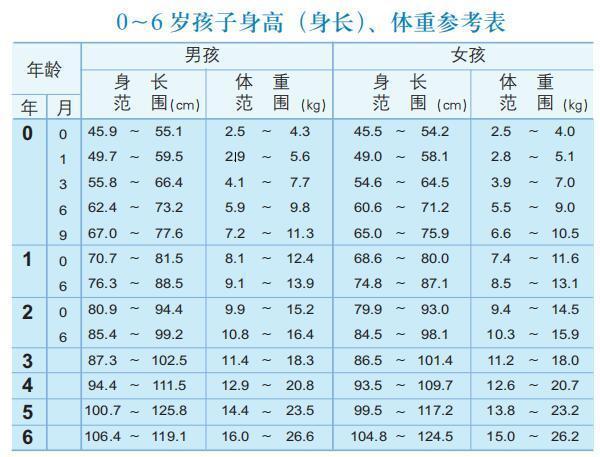 0～6 岁孩子身高（身长）、体重参考表
年龄 男孩 女孩
身长 体重 身长 体重
年 月 范围(cm) 范围(kg) 范围(cm) 范围(kg)
0 0 45.9 ～ 55.1 2.5 ～ 4.3 45.5 ～ 54.2 2.5 ～ 4.0
1 49.7 ～ 59.5 2.9 ～ 5.6 49.0 ～ 58.1 2.8 ～ 5.1
3 55.8 ～ 66.4 4.1 ～ 7.7 54.6 ～ 64.5 3.9 ～ 7.0
6 62.4 ～ 73.2 5.9 ～ 9.8 60.6 ～ 71.2 5.5 ～ 9.0
9 67.0 ～ 77.6 7.2 ～ 11.3 65.0 ～ 75.9 6.6 ～ 10.5
1 0 70.7 ～ 81.5 8.1 ～ 12.4 68.6 ～ 80.0 7.4 ～ 11.6
6 76.3 ～ 88.5 9.1 ～ 13.9 74.8 ～ 87.1 8.5 ～ 13.1
2 0 80.9 ～ 94.4 9.9 ～ 15.2 79.9 ～ 93.0 9.4 ～ 14.5
6 85.4 ～ 99.2 10.8 ～ 16.4 84.5 ～ 98.1 10.3 ～ 15.9
3 87.3 ～ 102.5 11.4 ～ 18.3 86.5 ～ 101.4 11.2 ～ 18.0
4 94.4 ～ 111.5 12.9 ～ 20.8 93.5 ～ 109.7 12.6 ～ 20.7
5 100.7 ～ 125.8 14.4 ～ 23.5 99.5 ～ 117.2 13.8 ～ 23.2
6 106.4 ～ 119.1 16.0 ～ 26.6 104.8 ～ 124.5 15.0 ～ 26.2